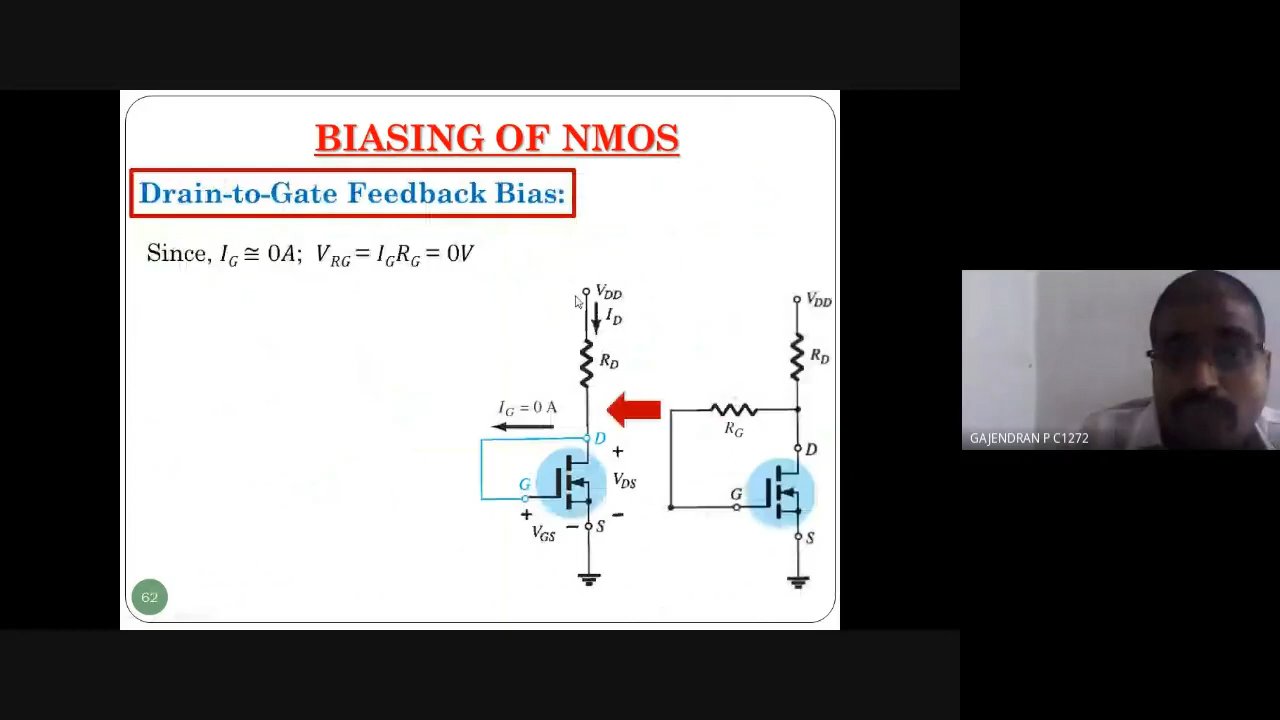 BIASING OF NMOS
Drain-to-Gate Feedback Bias:
Since, I_G ≅ 0A; V_RG = I_G R_G = 0V
V_DD
I_D
R_D
I_G = 0 A
D
+
G
V_DS
+
V_GS
−
S
−
V_DD
R_D
R_G
D
G
S
62
GAJENDRAN P C1272